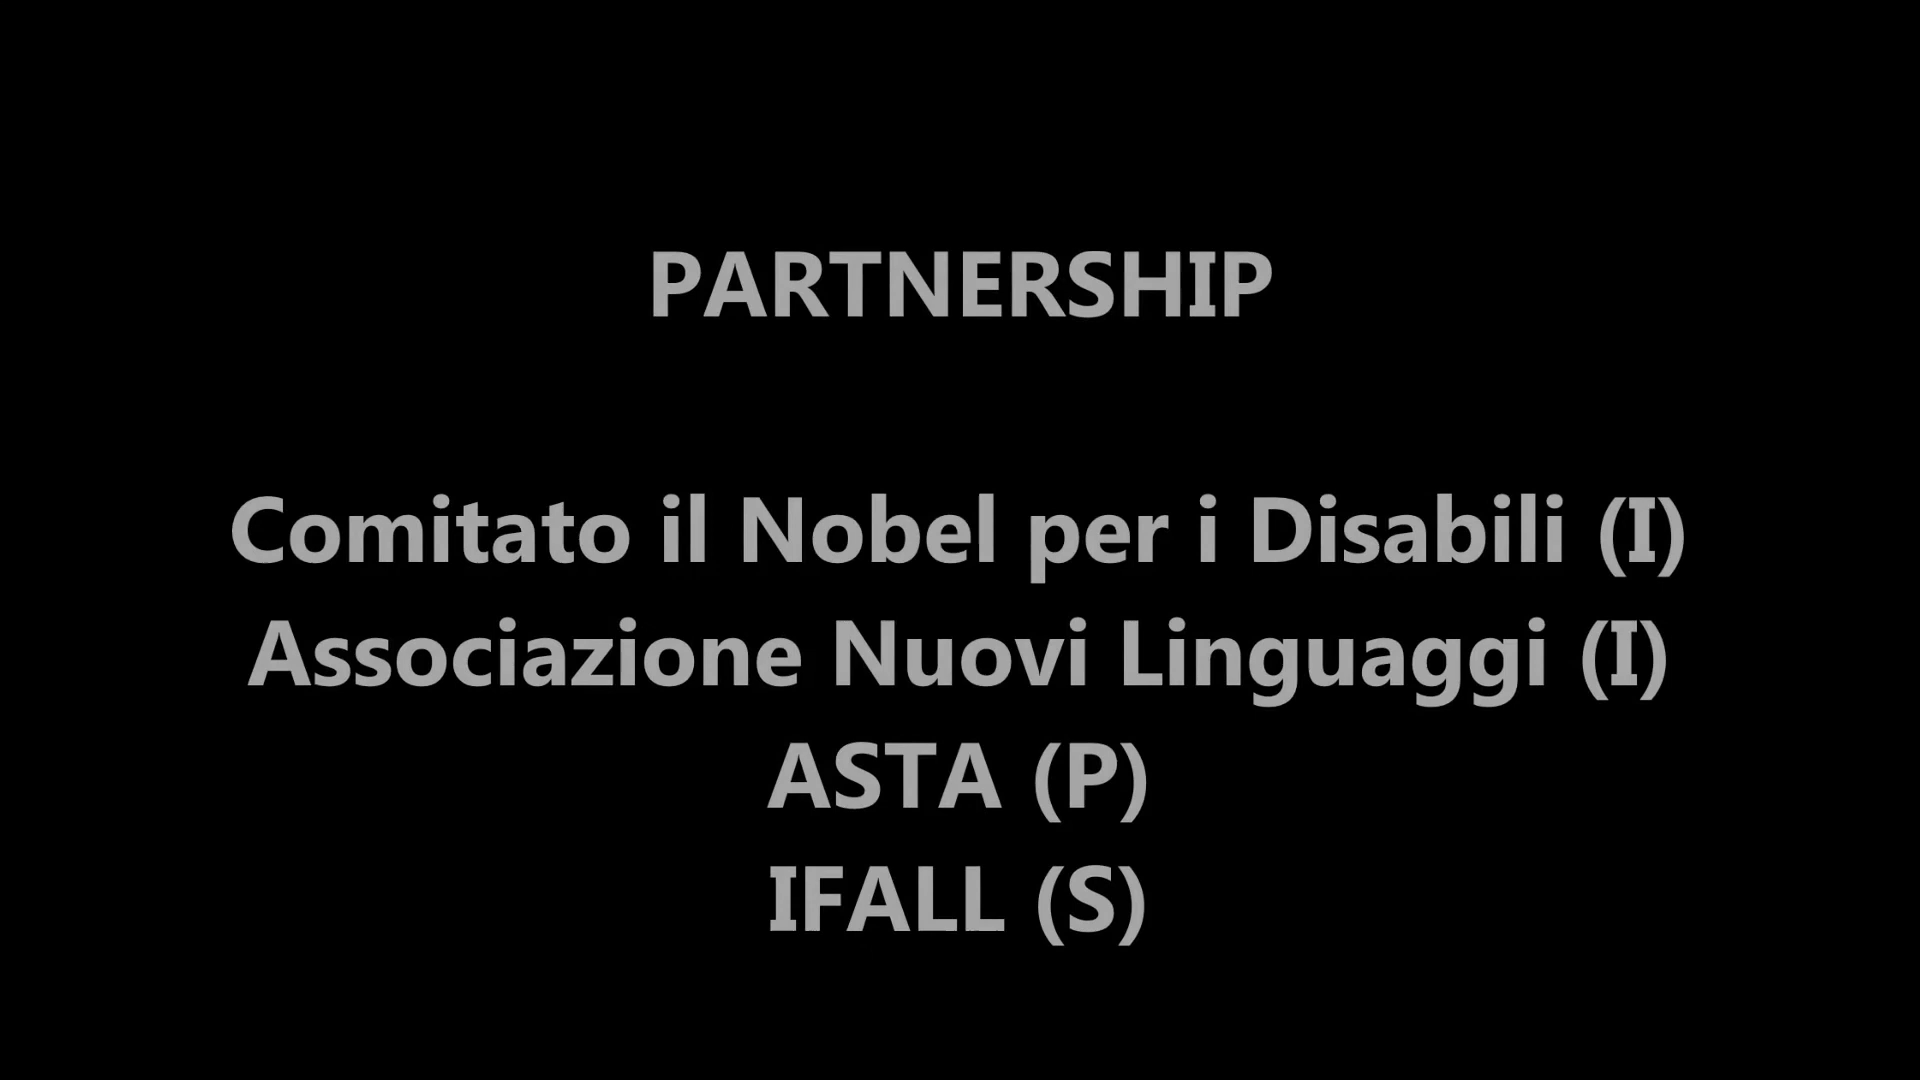 PARTNERSHIP
Comitato il Nobel per i Disabili (I)
Associazione Nuovi Linguaggi (I)
ASTA (P)
IFALL (S)